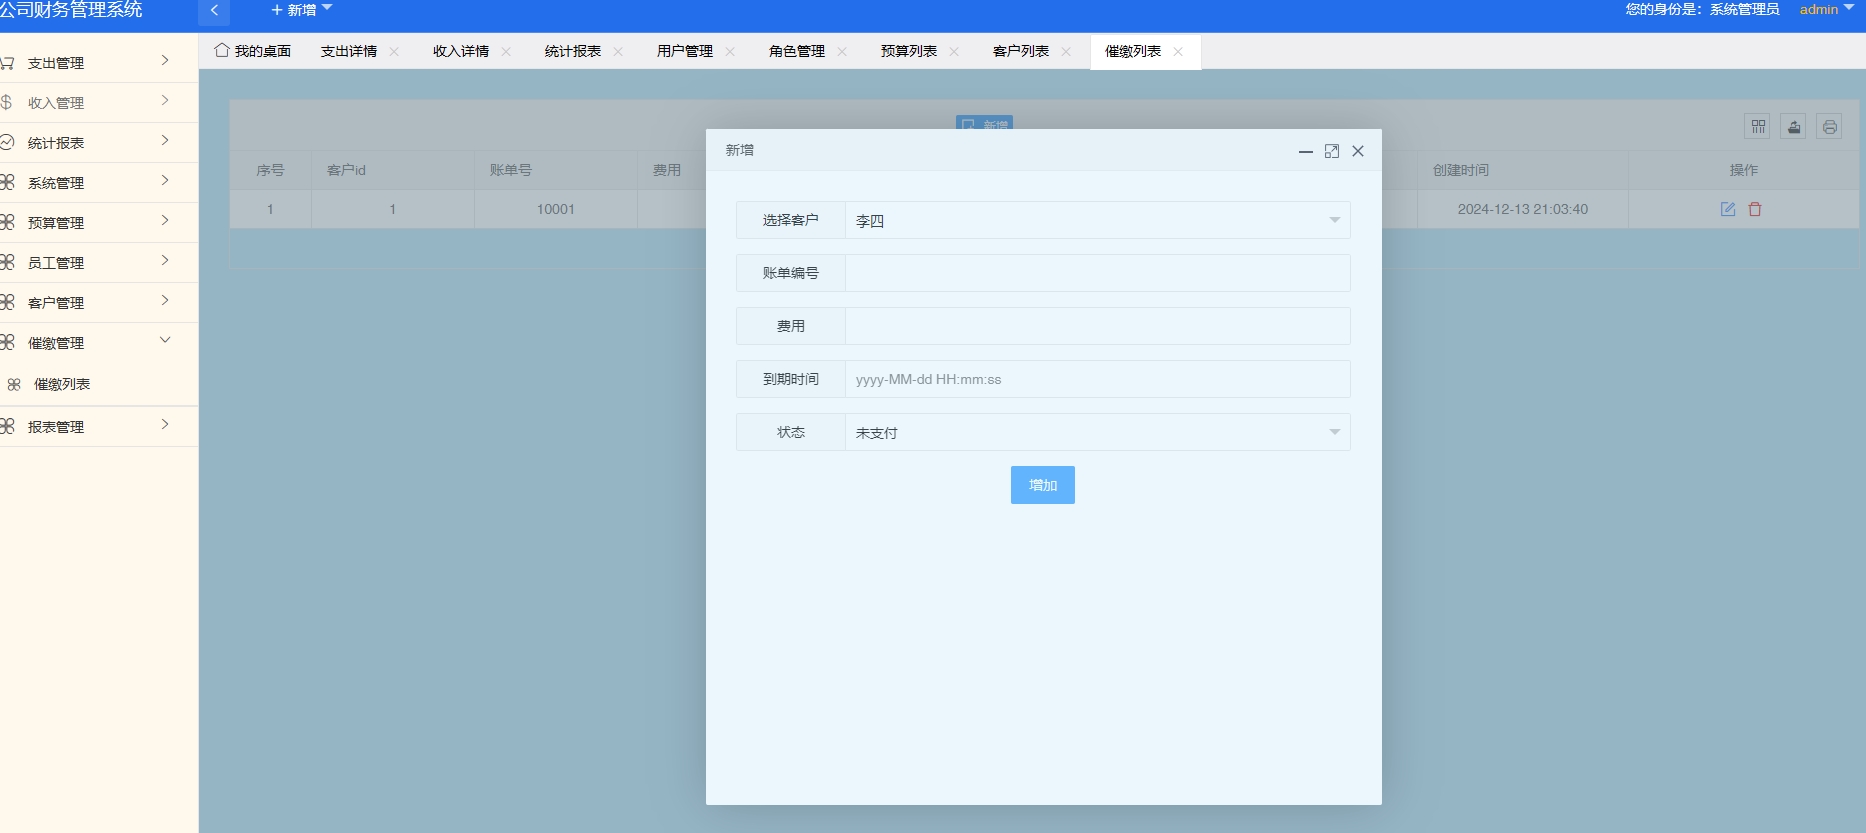 公司财务管理系统
新增
您的身份是：系统管理员 admin
我的桌面 支出详情 收入详情 统计报表 用户管理 角色管理 预算列表 客户列表 催缴列表
支出管理
收入管理
统计报表
系统管理
预算管理
员工管理
客户管理
催缴管理
催缴列表
报表管理
新增
序号 客户id 账单号 费用 创建时间 操作
1 1 10001 2024-12-13 21:03:40
新增
选择客户 李四
账单编号
费用
到期时间 yyyy-MM-dd HH:mm:ss
状态 未支付
增加